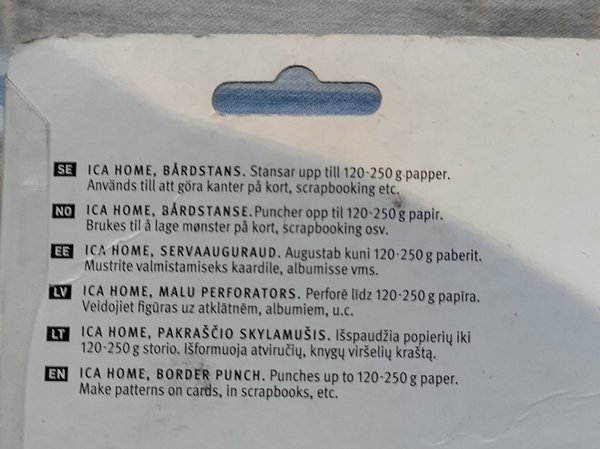 SE ICA HOME, BÅRDSTANS. Stansar upp till 120-250 g papper.
Används till att göra kanter på kort, scrapbooking etc.
NO ICA HOME, BÅRDSTANSE. Puncher opp til 120-250 g papir.
Brukes til å lage mønster på kort, scrapbooking osv.
EE ICA HOME, SERVAAUGURAUD. Augustab kuni 120-250 g paberit.
Mustrite valmistamiseks kaardile, albumisse vms.
LV ICA HOME, MALU PERFORATORS. Perforē līdz 120-250 g papīra.
Veidojiet figūras uz atklātnēm, albumiem, u.c.
LT ICA HOME, PAKRAŠČIO SKYLAMUŠIS. Išspaudžia popierių iki
120-250 g storio. Išformuoja atviručių, knygų viršelių kraštą.
EN ICA HOME, BORDER PUNCH. Punches up to 120-250 g paper.
Make patterns on cards, in scrapbooks, etc.